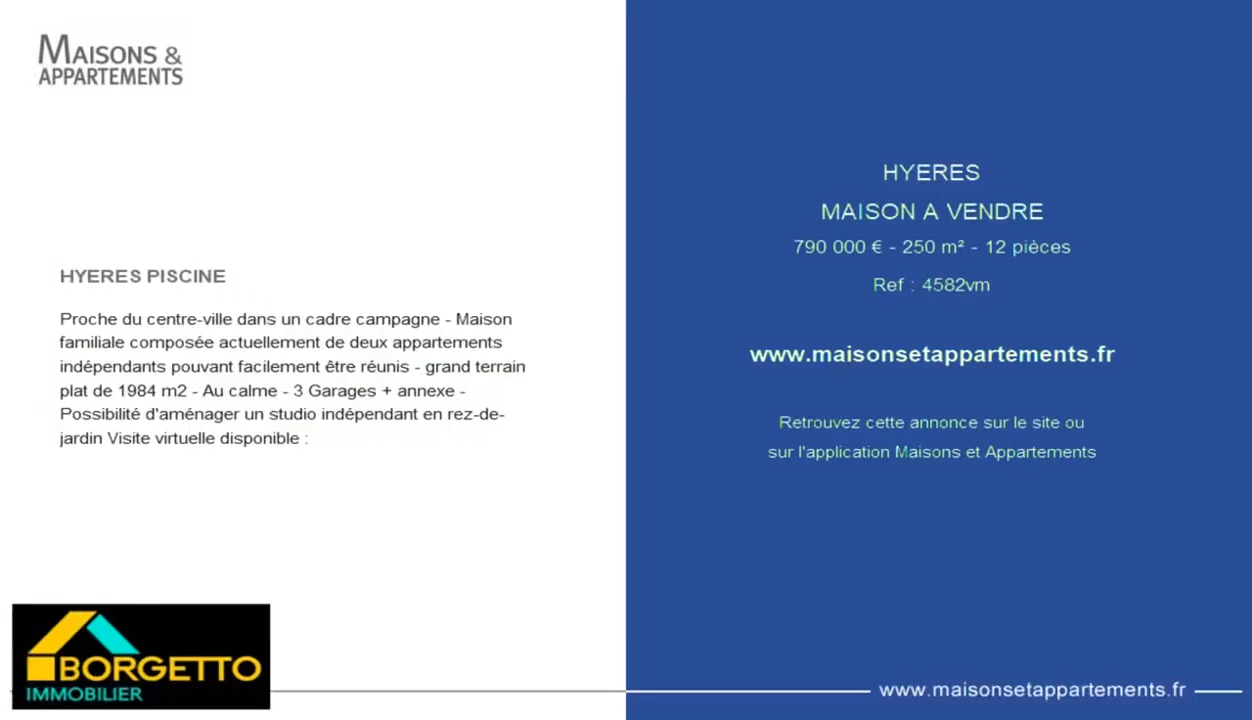 MAISONS &
APPARTEMENTS
HYERES PISCINE
Proche du centre-ville dans un cadre campagne - Maison
familiale composée actuellement de deux appartements
indépendants pouvant facilement être réunis - grand terrain
plat de 1984 m2 - Au calme - 3 Garages + annexe -
Possibilité d'aménager un studio indépendant en rez-de-
jardin Visite virtuelle disponible :
BORGETTO
IMMOBILIER
HYERES
MAISON A VENDRE
790 000 € - 250 m² - 12 pièces
Ref : 4582vm
www.maisonsetappartements.fr
Retrouvez cette annonce sur le site ou
sur l'application Maisons et Appartements
www.maisonsetappartements.fr